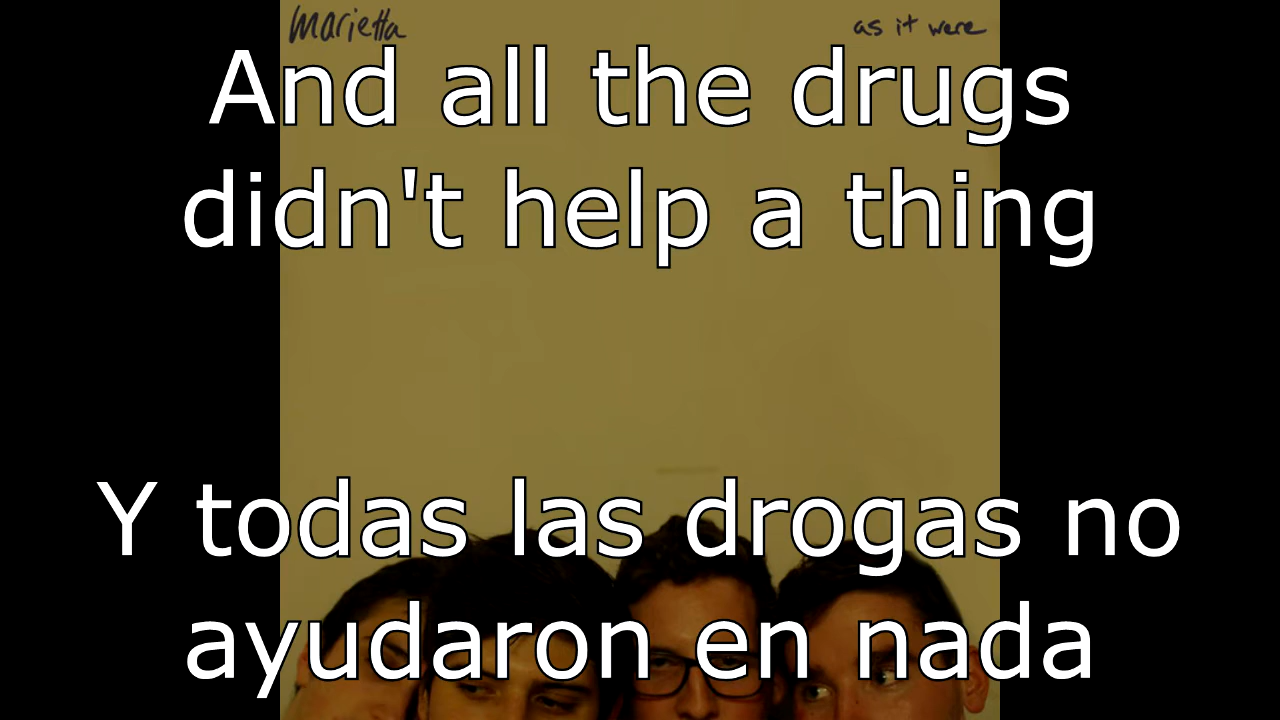 marietta as it were
And all the drugs
didn't help a thing
Y todas las drogas no
ayudaron en nada